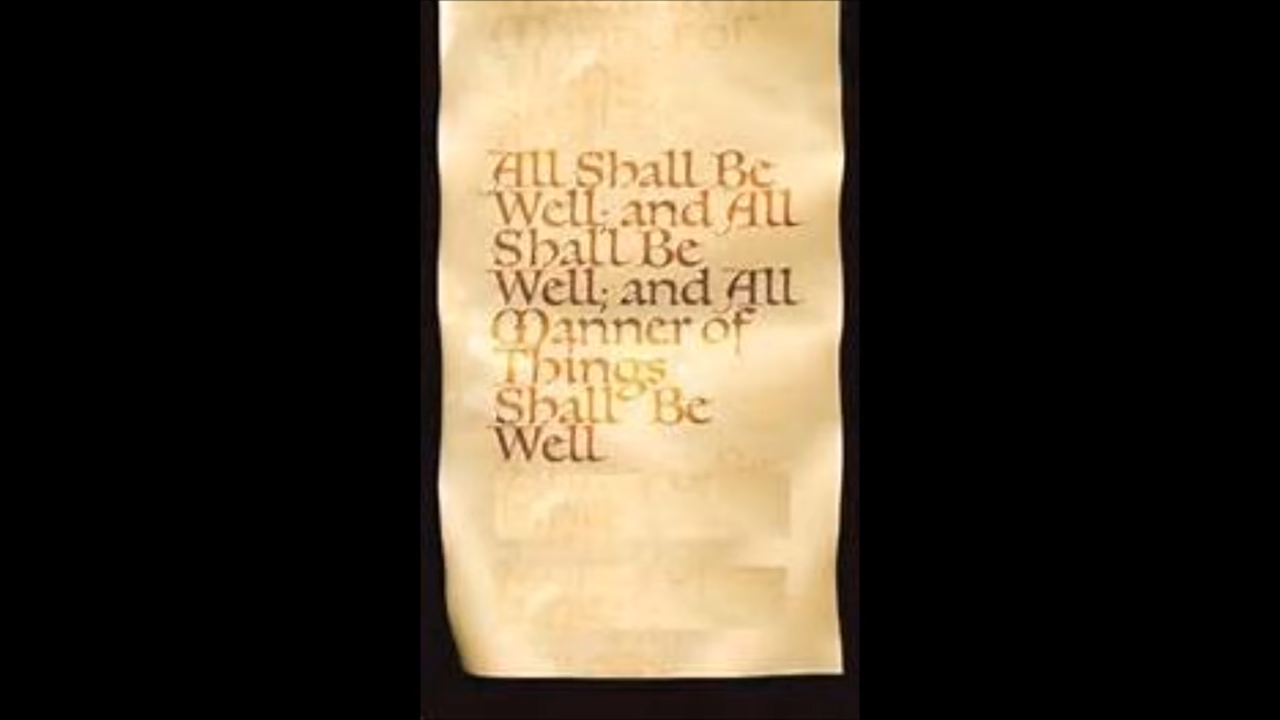 All Shall Be
Well; and All
Shall Be
Well; and All
Manner of
Things
Shall Be
Well